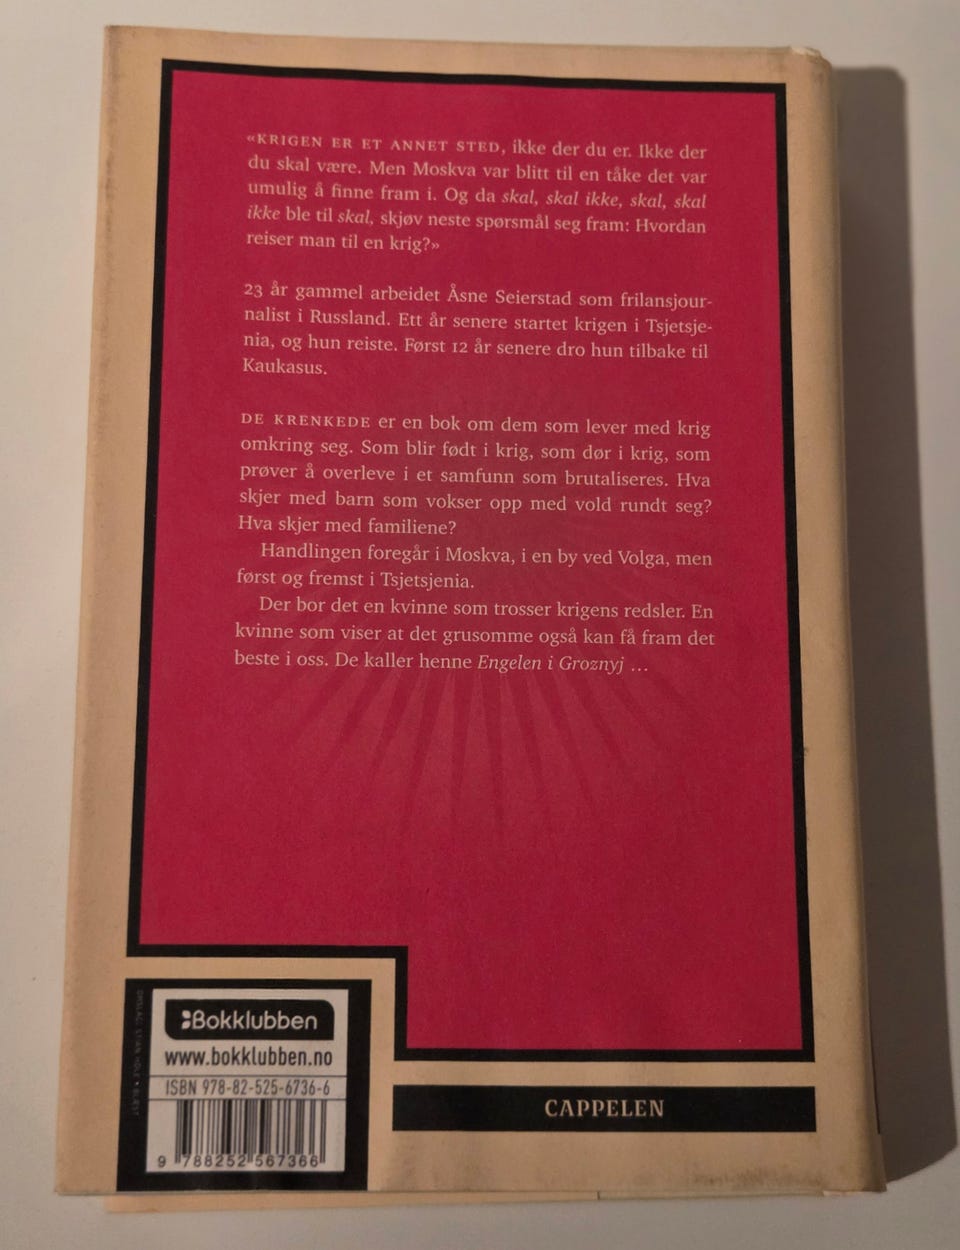 «KRIGEN ER ET ANNET STED, ikke der du er. Ikke der
du skal være. Men Moskva var blitt til en tåke det var
umulig å finne fram i. Og da skal, skal ikke, skal, skal
ikke ble til skal, skjøv neste spørsmål seg fram: Hvordan
reiser man til en krig?»
23 år gammel arbeidet Åsne Seierstad som frilansjour-
nalist i Russland. Ett år senere startet krigen i Tsjetsje-
nia, og hun reiste. Først 12 år senere dro hun tilbake til
Kaukasus.
DE KRENKEDE er en bok om dem som lever med krig
omkring seg. Som blir født i krig, som dør i krig, som
prøver å overleve i et samfunn som brutaliseres. Hva
skjer med barn som vokser opp med vold rundt seg?
Hva skjer med familiene?
Handlingen foregår i Moskva, i en by ved Volga, men
først og fremst i Tsjetsjenia.
Der bor det en kvinne som trosser krigens redsler. En
kvinne som viser at det grusomme også kan få fram det
beste i oss. De kaller henne Engelen i Groznyj ...
Bokklubben
www.bokklubben.no
ISBN 978-82-525-6736-6
9 788252 567366
CAPPELEN